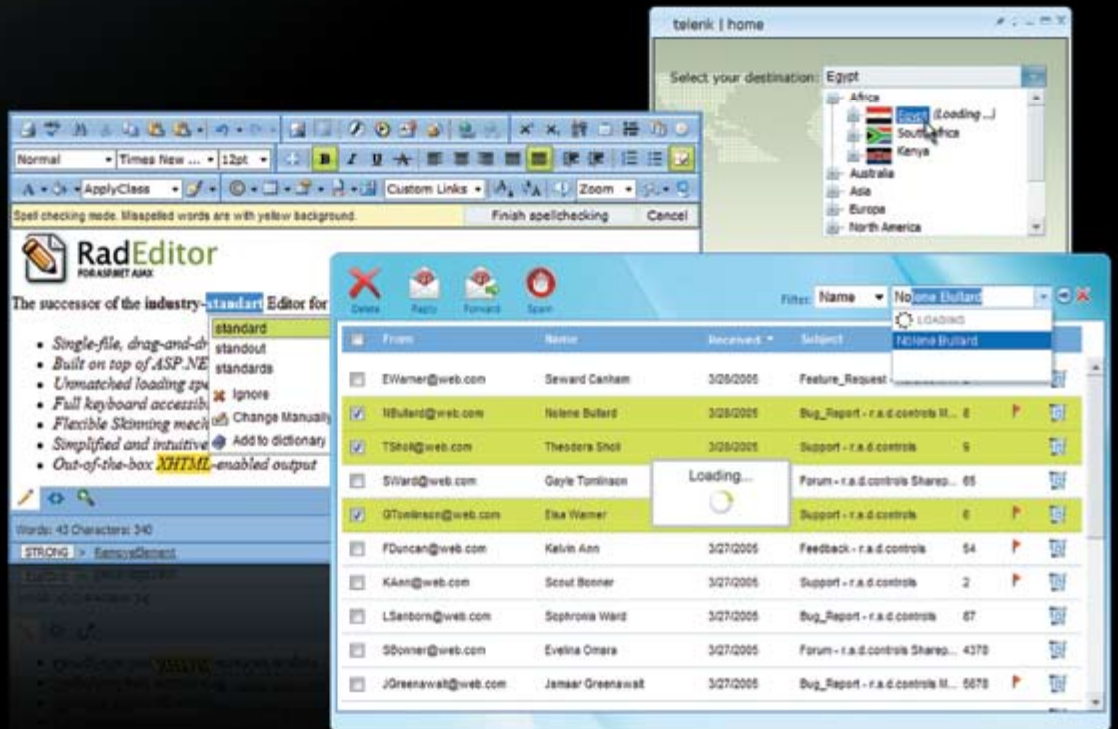 telerik | home
Select your destination: Egypt
Africa
Egypt (Loading ...)
South Africa
Kenya
Australia
Asia
Europe
North America
Normal Times New ... 12pt
ApplyClass Custom Links Zoom
Spell checking mode. Misspelled words are with yellow background. Finish spellchecking Cancel
RadEditor
FOR ASP.NET AJAX
The successor of the industry-standart Editor for
standard
standout
standards
Ignore
Change Manually
Add to dictionary
Single-file, drag-and-dr
Built on top of ASP.NE
Unmatched loading spe
Full keyboard accessib
Flexible Skinning mech
Simplified and intuitive
Out-of-the-box XHTML-enabled output
Words: 43 Characters: 340
STRONG > RemoveElement
Delete Reply Forward Spam
Filter: Name Nolene Bullard
LOADING
Nolene Bullard
From Name Received Subject
EWarner@web.com Seward Canham 3/28/2005 Feature_Request
NBullard@web.com Nolene Bullard 3/28/2005 Bug_Report - r.a.d.controls M... 8
TSholl@web.com Theodora Sholl 3/28/2005 Support - r.a.d.controls
SWard@web.com Gayle Tomlinson Forum - r.a.d.controls Sharep... 65
GTomlinson@web.com Elsa Warner Support - r.a.d.controls 6
Loading...
FDuncan@web.com Kelvin Ann 3/27/2005 Feedback - r.a.d.controls 54
KAnn@web.com Scout Bonner 3/27/2005 Support - r.a.d.controls 2
LSanborn@web.com Sophronia Ward 3/27/2005 Bug_Report - r.a.d.controls 87
SBonner@web.com Evelina Omara 3/27/2005 Forum - r.a.d.controls Sharep... 4378
JGreenawalt@web.com Jamaar Greenawalt 3/27/2005 Bug_Report - r.a.d.controls M... 5678